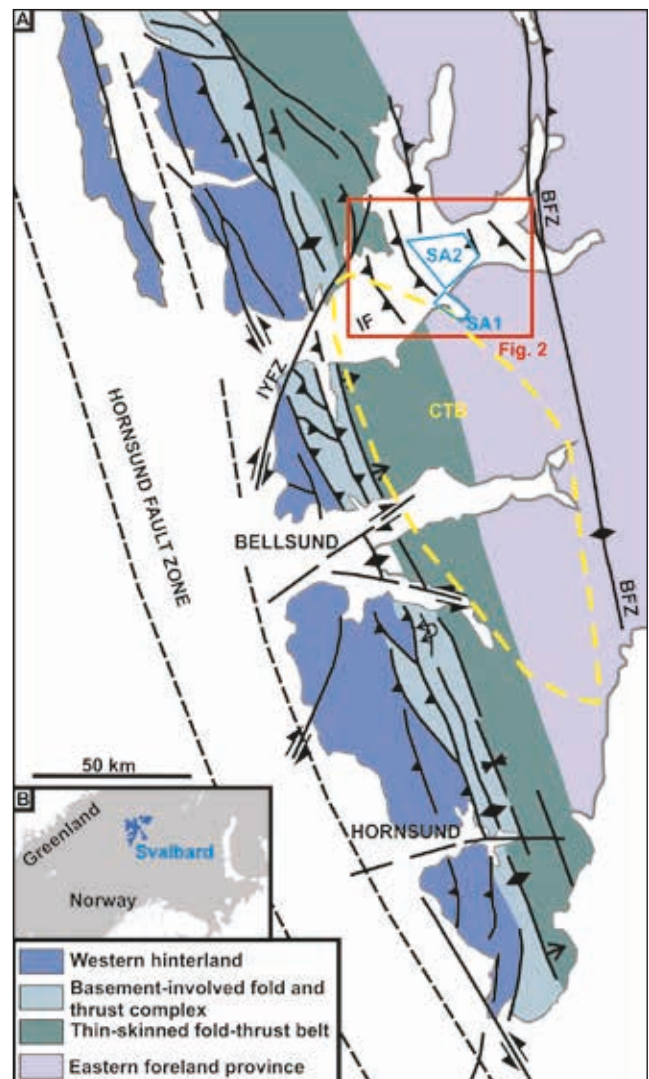 A
BFZ
SA2
SA1
IF
Fig. 2
IYFZ
CTB
HORNSUND FAULT ZONE
BELLSUND
BFZ
50 km
HORNSUND
B
Greenland
Svalbard
Norway
Western hinterland
Basement-involved fold and
thrust complex
Thin-skinned fold-thrust belt
Eastern foreland province